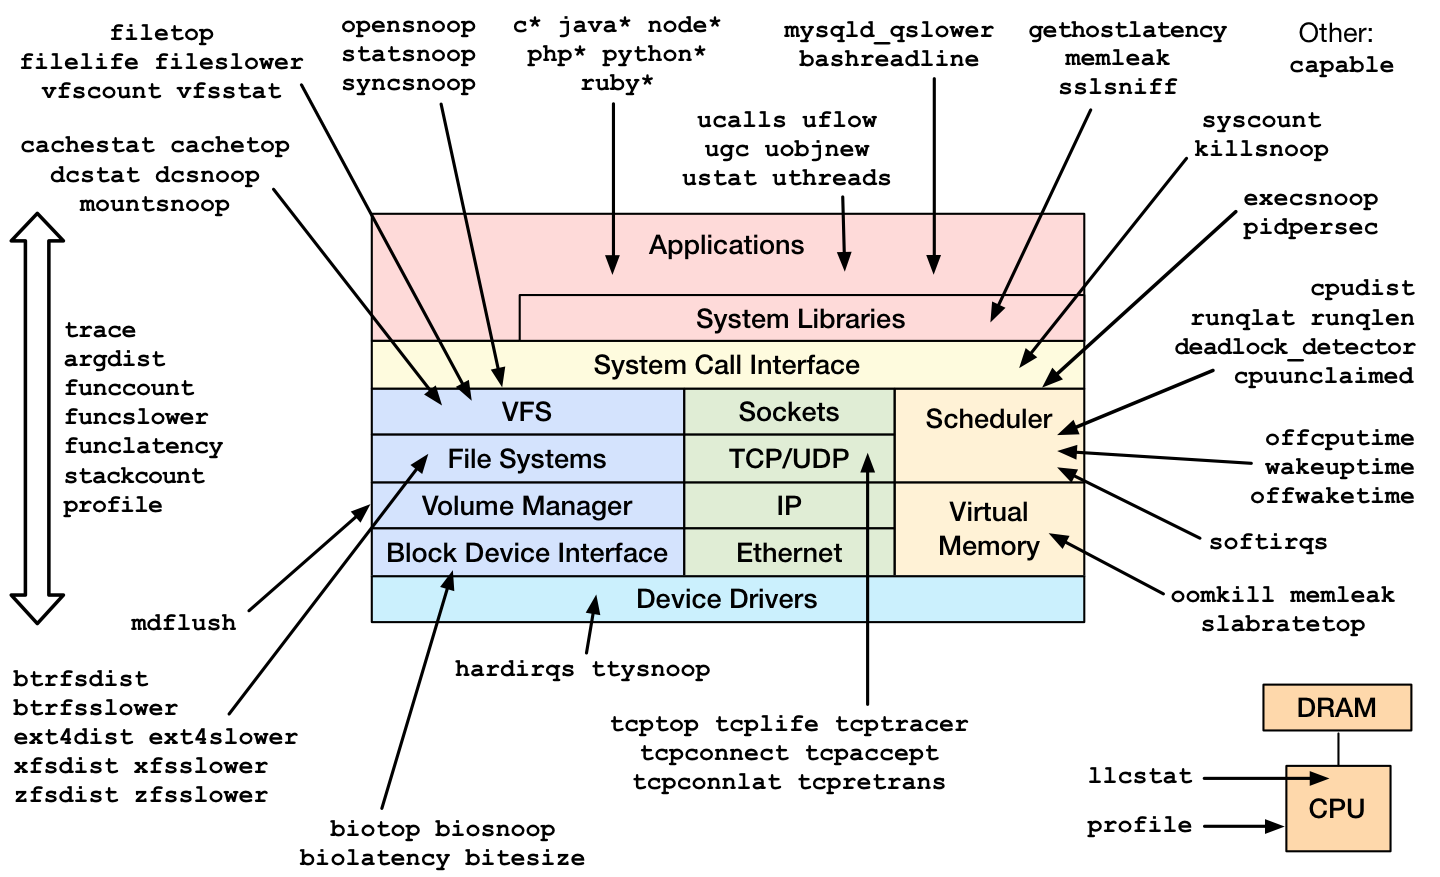 filetop
filelife fileslower
vfscount vfsstat
opensnoop
statsnoop
syncsnoop
c* java* node*
php* python*
ruby*
mysqld_qslower
bashreadline
gethostlatency
memleak
sslsniff
Other:
capable
cachestat cachetop
dcstat dcsnoop
mountsnoop
ucalls uflow
ugc uobjnew
ustat uthreads
syscount
killsnoop
execsnoop
pidpersec
Applications
System Libraries
System Call Interface
cpudist
runqlat runqlen
deadlock_detector
cpuunclaimed
trace
argdist
funccount
funcslower
funclatency
stackcount
profile
VFS
Sockets
Scheduler
File Systems
TCP/UDP
Volume Manager
IP
Virtual
Memory
Block Device Interface
Ethernet
Device Drivers
offcputime
wakeuptime
offwaketime
softirqs
oomkill memleak
slabratetop
mdflush
hardirqs ttysnoop
btrfsdist
btrfsslower
ext4dist ext4slower
xfsdist xfsslower
zfsdist zfsslower
tcptop tcplife tcptracer
tcpconnect tcpaccept
tcpconnlat tcpretrans
biotop biosnoop
biolatency bitesize
DRAM
llcstat
CPU
profile